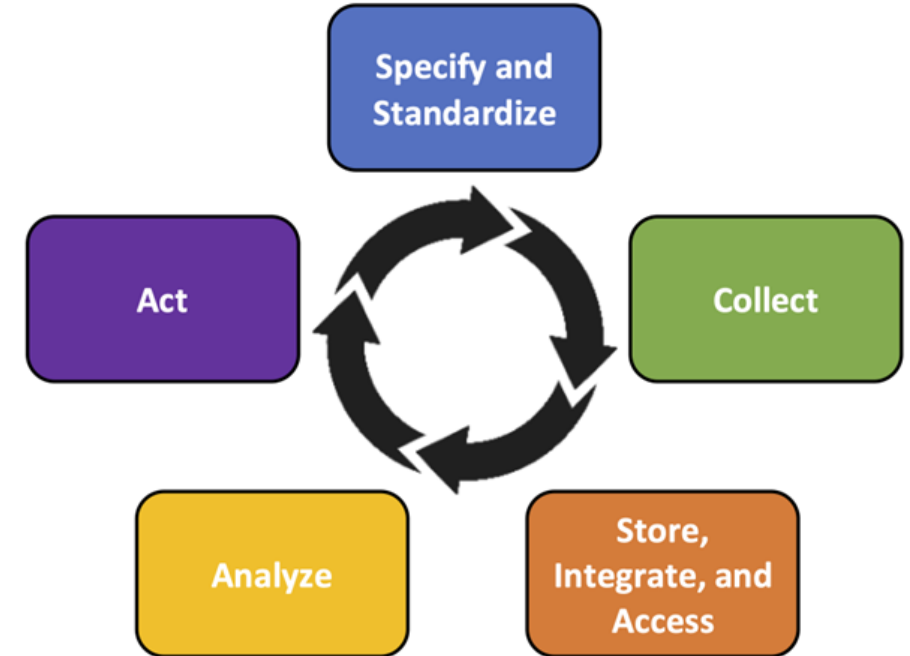 Specify and
Standardize
Act
Collect
Analyze
Store,
Integrate, and
Access